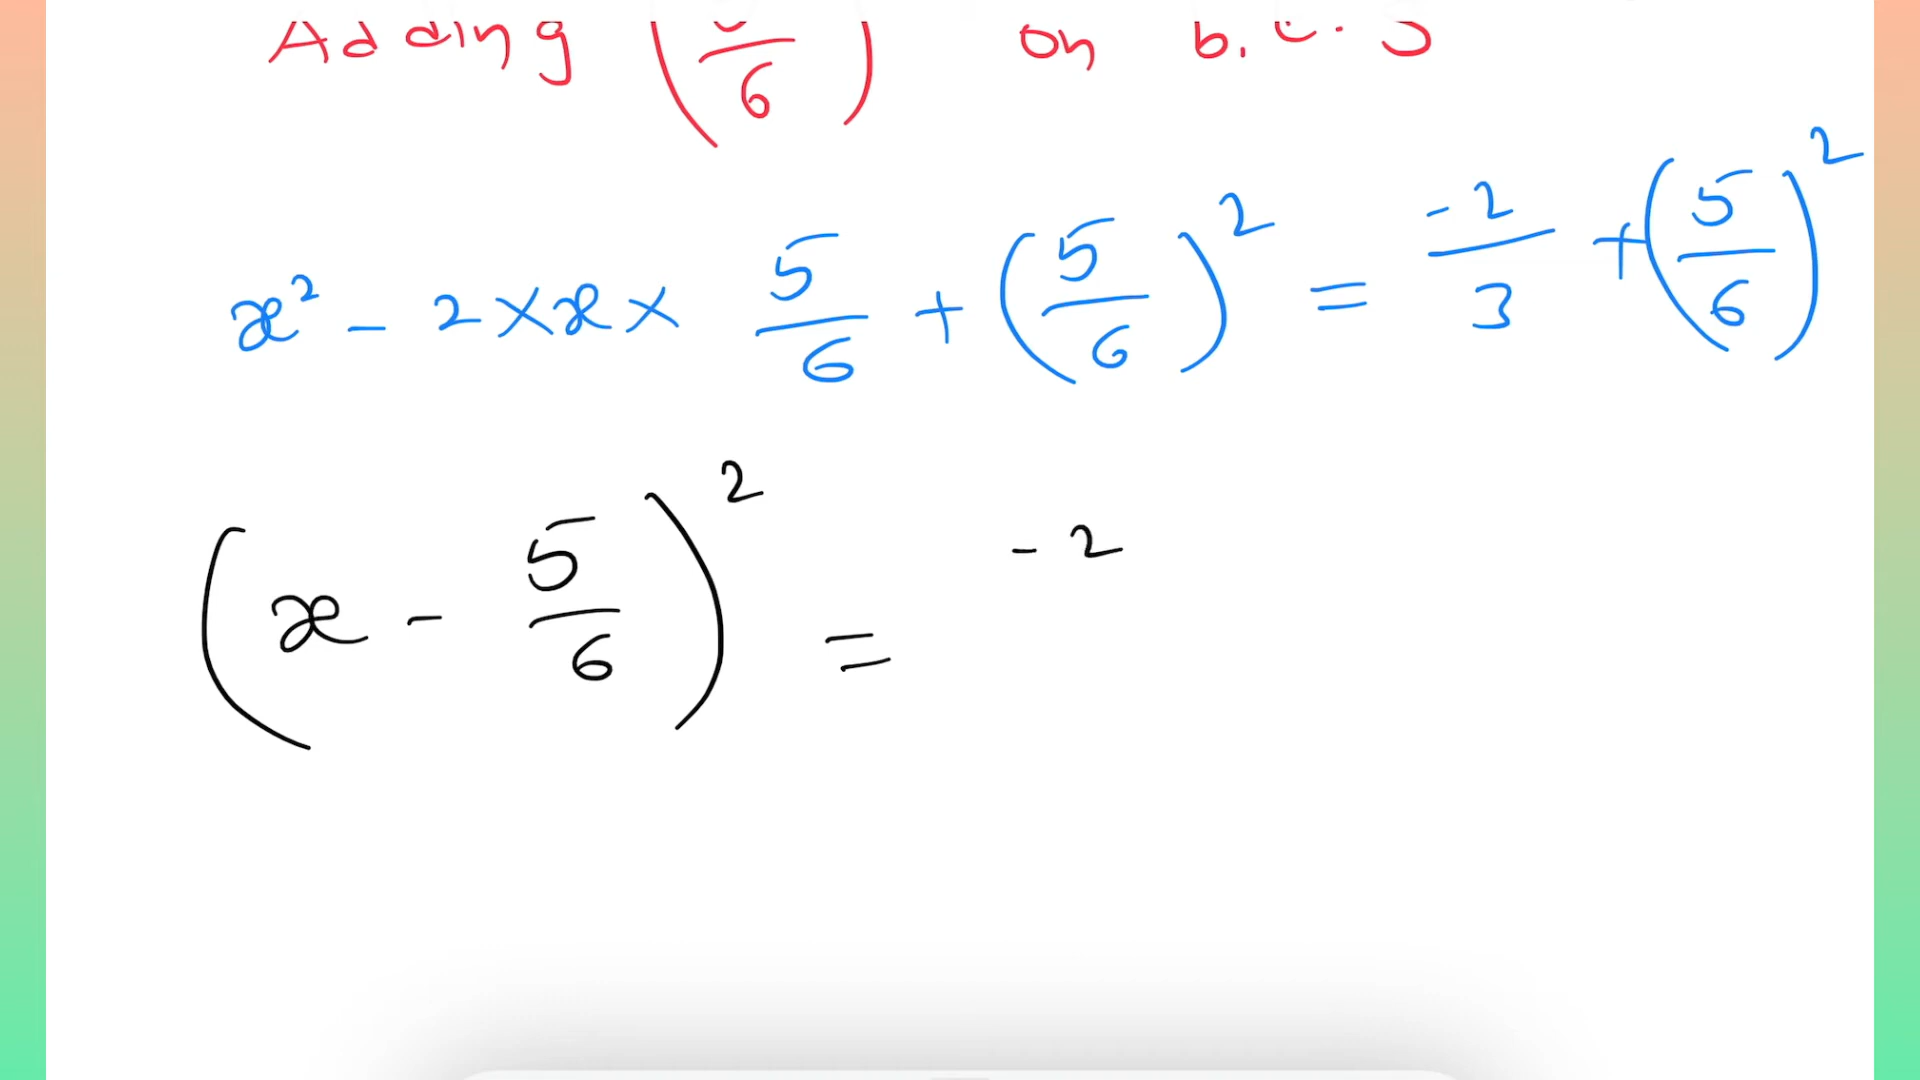 Adding (5/6) on b.t.s
x² - 2 × x × 5/6 + (5/6)² = -2/3 + (5/6)²
(x - 5/6)² = -2